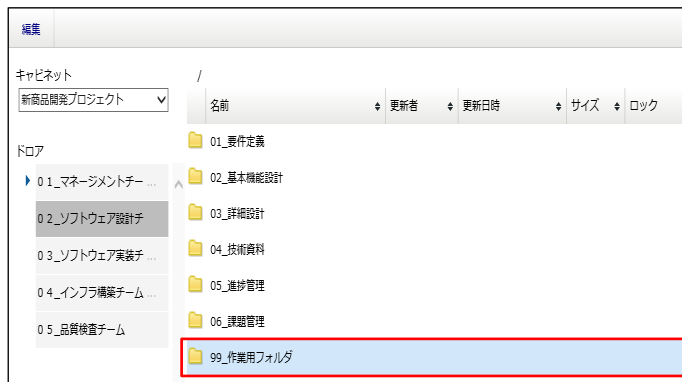 編集
キャビネット
新商品開発プロジェクト
ドロア
01_マネージメントチー ...
02_ソフトウェア設計チ
03_ソフトウェア実装チ ...
04_インフラ構築チーム ...
05_品質検査チーム
/
名前 更新者 更新日時 サイズ ロック
01_要件定義
02_基本機能設計
03_詳細設計
04_技術資料
05_進捗管理
06_課題管理
99_作業用フォルダ